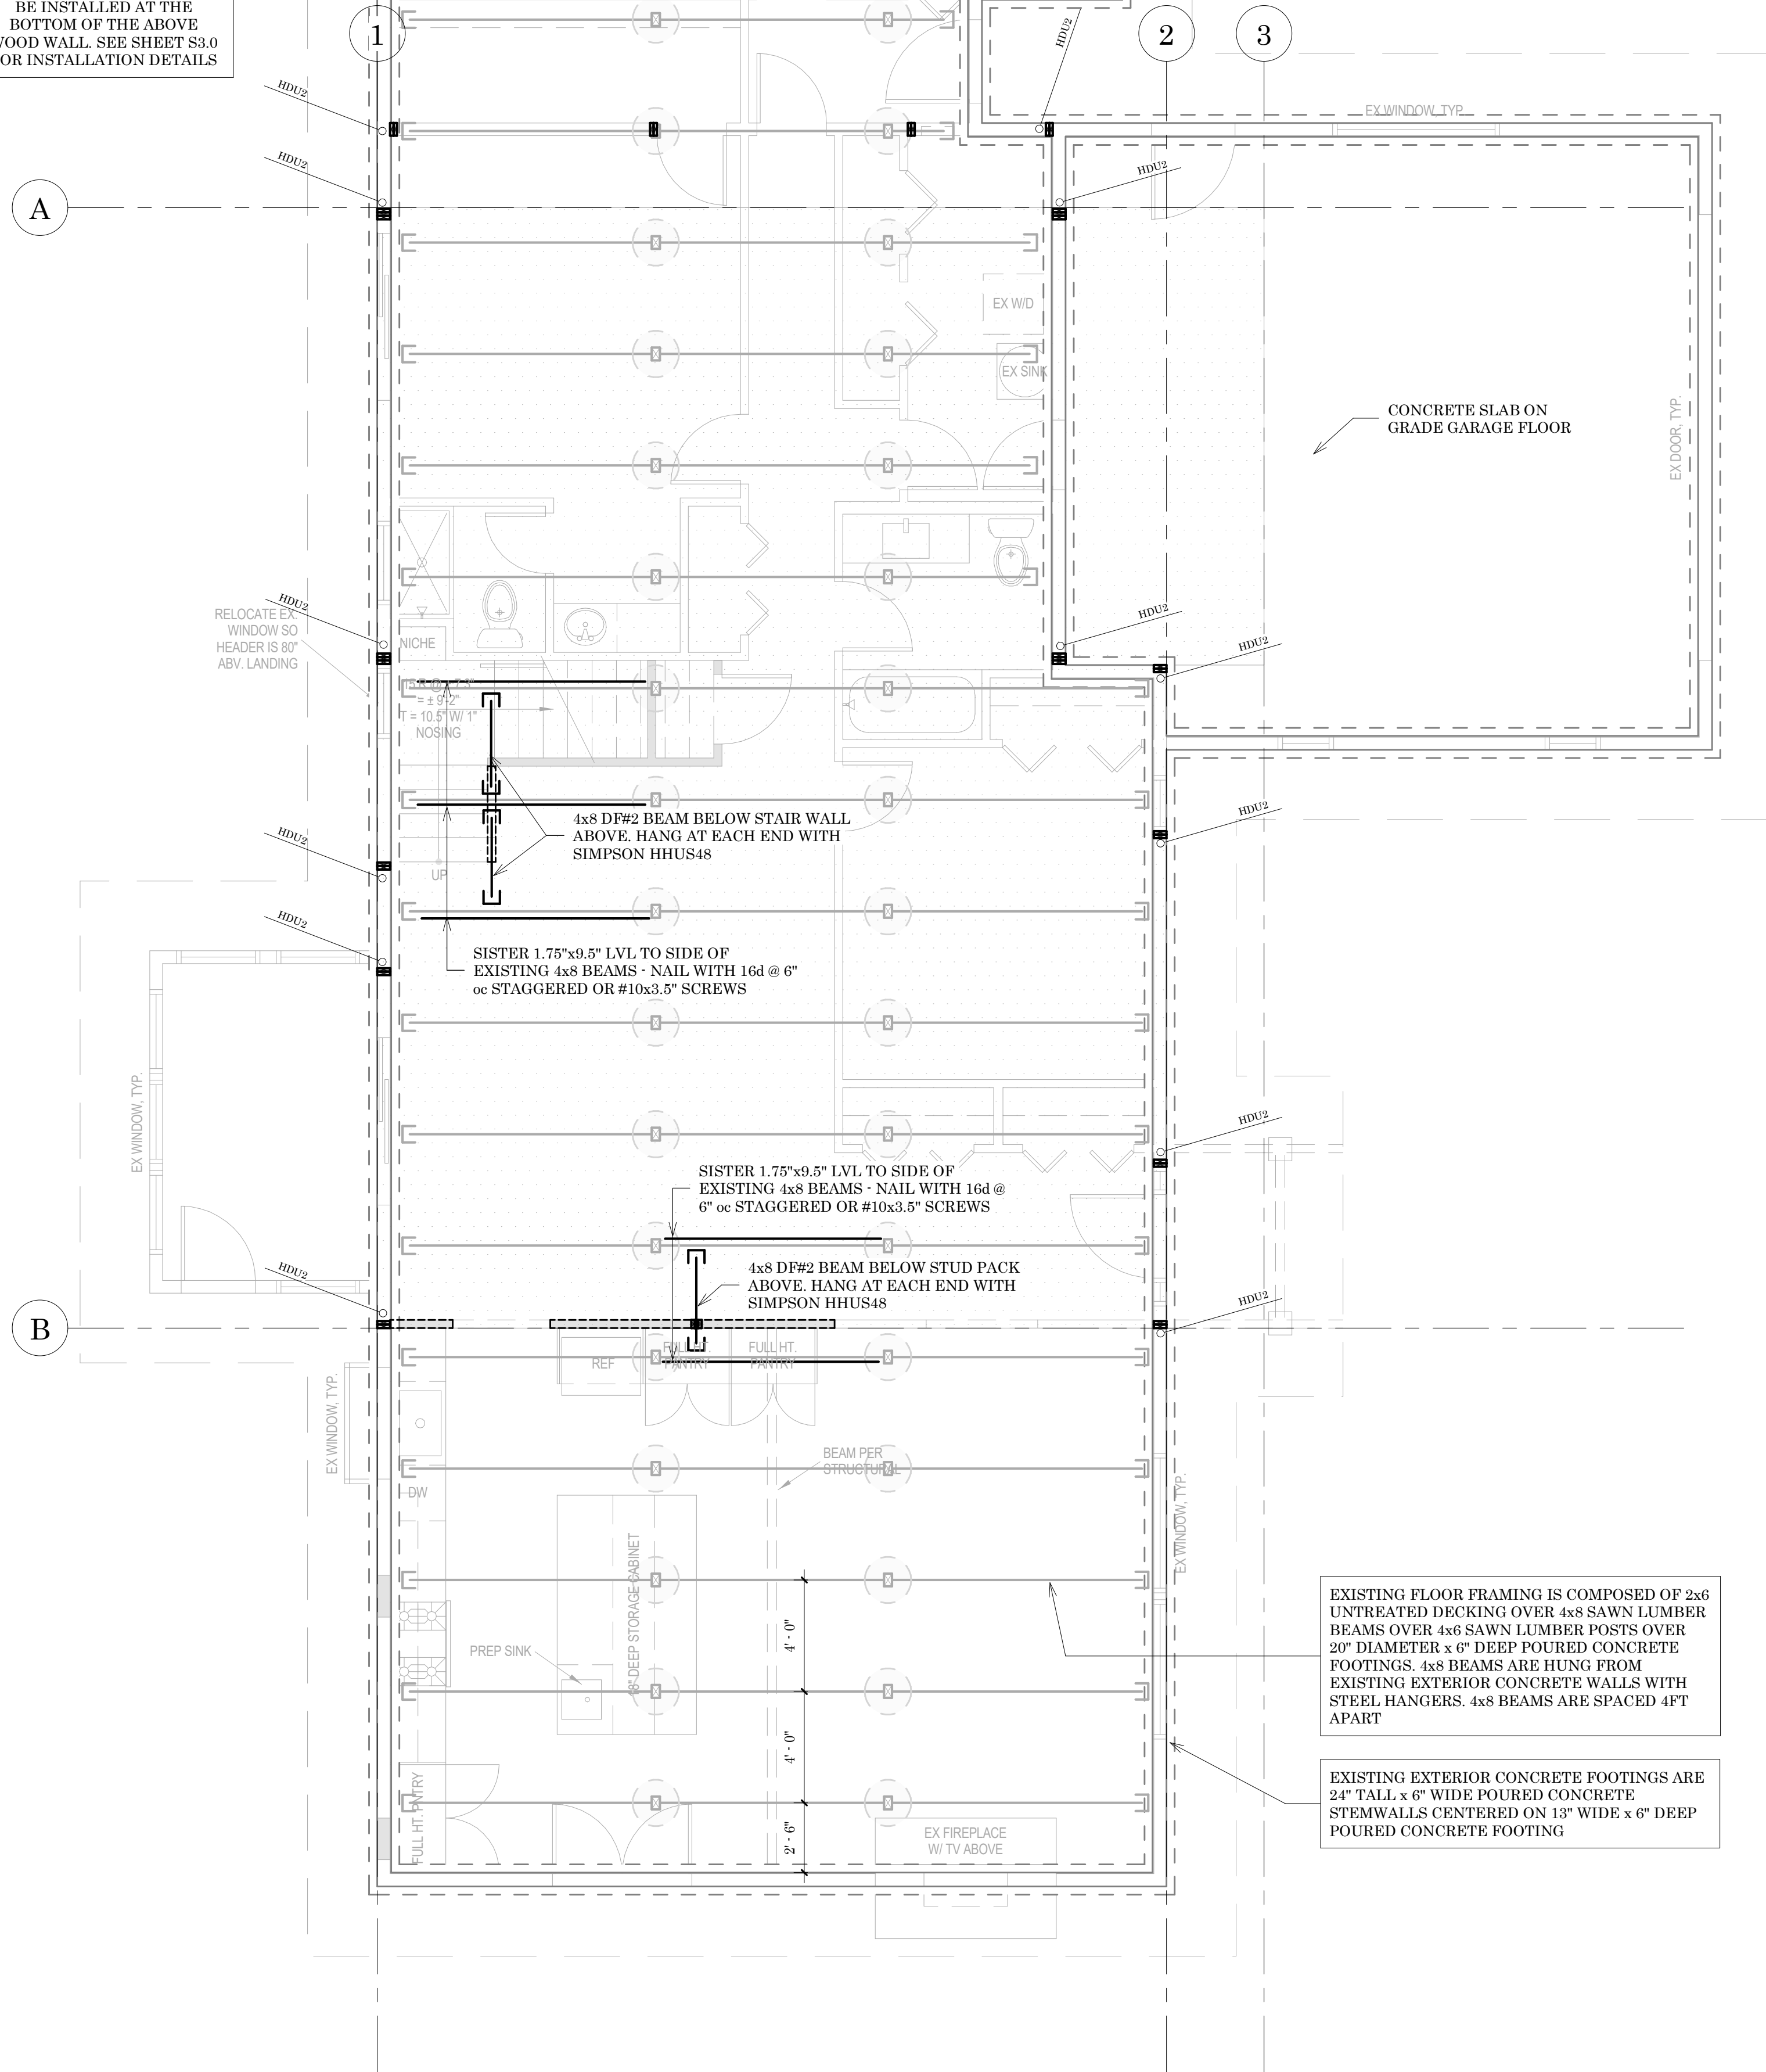 BE INSTALLED AT THE
BOTTOM OF THE ABOVE
WOOD WALL. SEE SHEET S3.0
FOR INSTALLATION DETAILS
1
2
3
HDU2
HDU2
EX WINDOW, TYP.
HDU2
HDU2
A
EX W/D
EX SINK
CONCRETE SLAB ON
GRADE GARAGE FLOOR
EX DOOR, TYP.
HDU2
HDU2
RELOCATE EX.
WINDOW SO
HEADER IS 80"
ABV. LANDING
NICHE
HDU2
15 R @ ± 7.3"
= ± 9'-2"
T = 10.5" W/ 1"
NOSING
HDU2
4x8 DF#2 BEAM BELOW STAIR WALL
ABOVE. HANG AT EACH END WITH
SIMPSON HHUS48
HDU2
UP
HDU2
SISTER 1.75"x9.5" LVL TO SIDE OF
EXISTING 4x8 BEAMS - NAIL WITH 16d @ 6"
oc STAGGERED OR #10x3.5" SCREWS
EX WINDOW, TYP.
HDU2
SISTER 1.75"x9.5" LVL TO SIDE OF
EXISTING 4x8 BEAMS - NAIL WITH 16d @
6" oc STAGGERED OR #10x3.5" SCREWS
HDU2
4x8 DF#2 BEAM BELOW STUD PACK
ABOVE. HANG AT EACH END WITH
SIMPSON HHUS48
HDU2
B
REF
FULL HT.
PANTRY
FULL HT.
PANTRY
EX WINDOW, TYP.
BEAM PER
STRUCTURAL
DW
EX WINDOW, TYP.
18" DEEP STORAGE CABINET
PREP SINK
4' - 0"
4' - 0"
2' - 6"
FULL HT. PNTRY
EX FIREPLACE
W/ TV ABOVE
EXISTING FLOOR FRAMING IS COMPOSED OF 2x6
UNTREATED DECKING OVER 4x8 SAWN LUMBER
BEAMS OVER 4x6 SAWN LUMBER POSTS OVER
20" DIAMETER x 6" DEEP POURED CONCRETE
FOOTINGS. 4x8 BEAMS ARE HUNG FROM
EXISTING EXTERIOR CONCRETE WALLS WITH
STEEL HANGERS. 4x8 BEAMS ARE SPACED 4FT
APART
EXISTING EXTERIOR CONCRETE FOOTINGS ARE
24" TALL x 6" WIDE POURED CONCRETE
STEMWALLS CENTERED ON 13" WIDE x 6" DEEP
POURED CONCRETE FOOTING